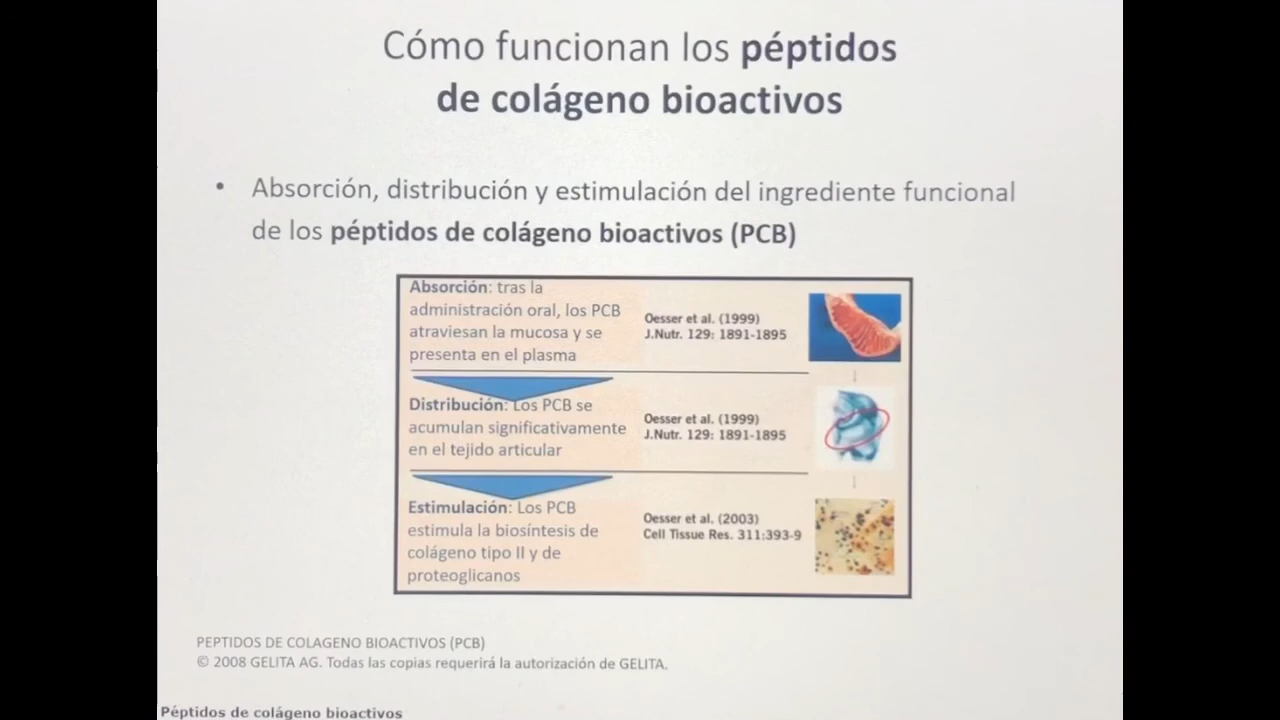 Cómo funcionan los péptidos
de colágeno bioactivos
• Absorción, distribución y estimulación del ingrediente funcional
de los péptidos de colágeno bioactivos (PCB)
Absorción: tras la
administración oral, los PCB
atraviesan la mucosa y se
presenta en el plasma
Oesser et al. (1999)
J.Nutr. 129: 1891-1895
Distribución: Los PCB se
acumulan significativamente
en el tejido articular
Oesser et al. (1999)
J.Nutr. 129: 1891-1895
Estimulación: Los PCB
estimula la biosíntesis de
colágeno tipo II y de
proteoglicanos
Oesser et al. (2003)
Cell Tissue Res. 311:393-9
PEPTIDOS DE COLAGENO BIOACTIVOS (PCB)
© 2008 GELITA AG. Todas las copias requerirá la autorización de GELITA.
Péptidos de colágeno bioactivos